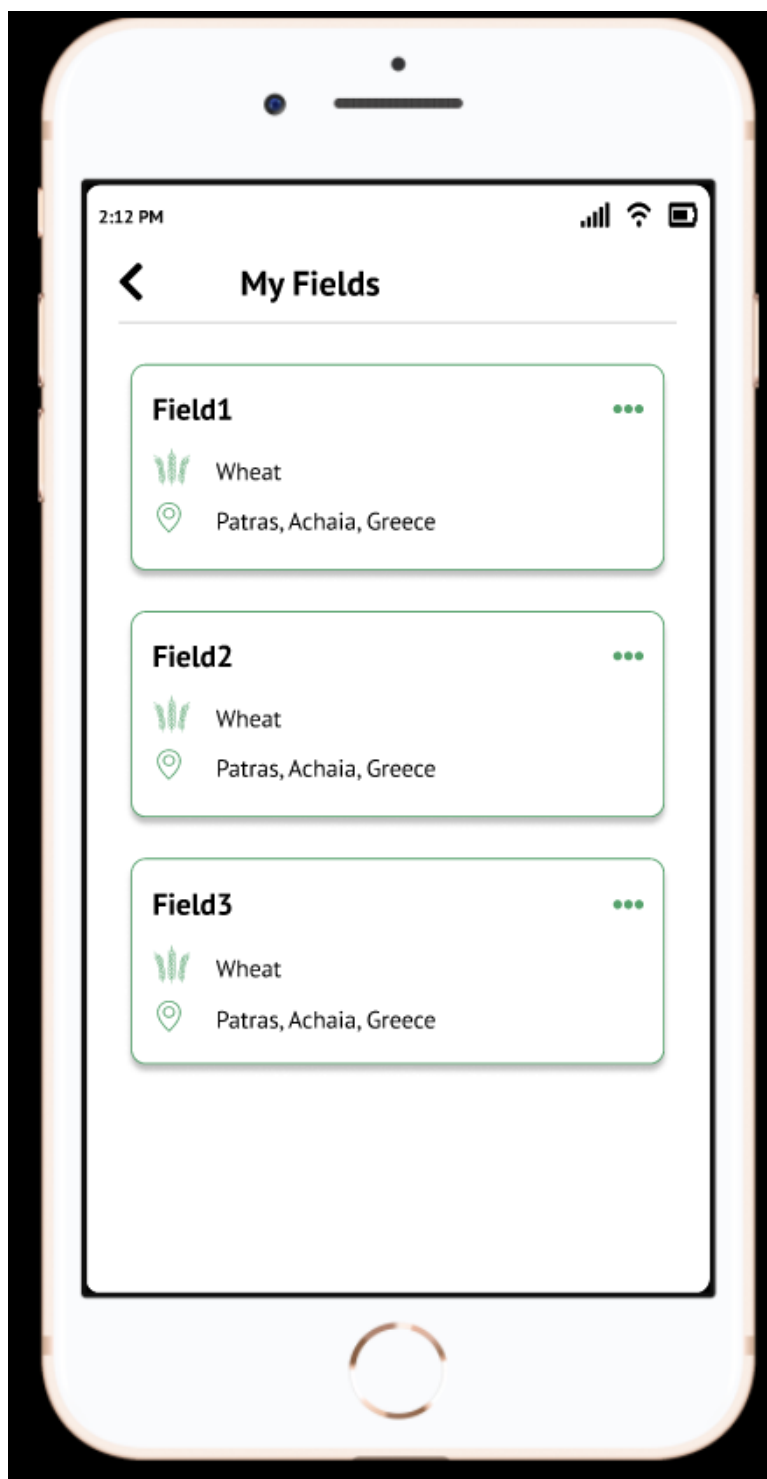 2:12 PM
My Fields
Field1
Wheat
Patras, Achaia, Greece
Field2
Wheat
Patras, Achaia, Greece
Field3
Wheat
Patras, Achaia, Greece